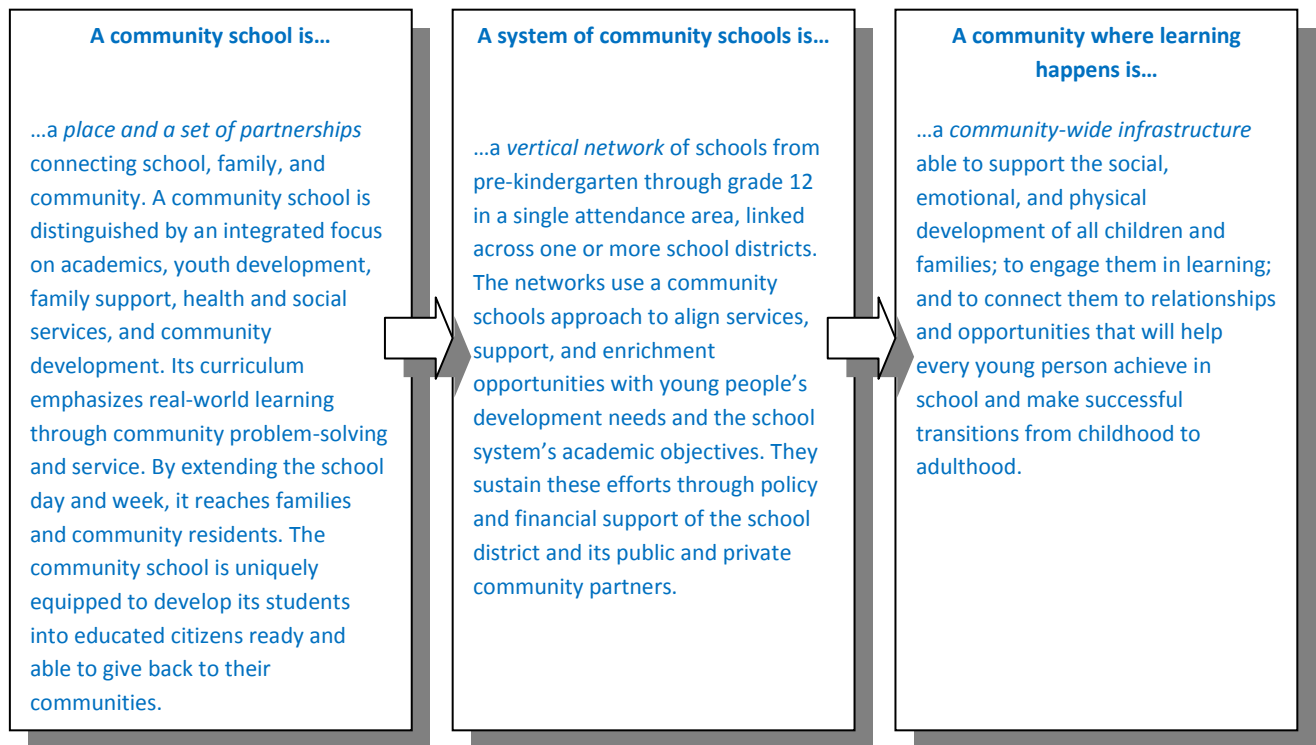 A community school is…
…a place and a set of partnerships
connecting school, family, and
community. A community school is
distinguished by an integrated focus
on academics, youth development,
family support, health and social
services, and community
development. Its curriculum
emphasizes real-world learning
through community problem-solving
and service. By extending the school
day and week, it reaches families
and community residents. The
community school is uniquely
equipped to develop its students
into educated citizens ready and
able to give back to their
communities.
A system of community schools is…
…a vertical network of schools from
pre-kindergarten through grade 12
in a single attendance area, linked
across one or more school districts.
The networks use a community
schools approach to align services,
support, and enrichment
opportunities with young people’s
development needs and the school
system’s academic objectives. They
sustain these efforts through policy
and financial support of the school
district and its public and private
community partners.
A community where learning
happens is…
…a community-wide infrastructure
able to support the social,
emotional, and physical
development of all children and
families; to engage them in learning;
and to connect them to relationships
and opportunities that will help
every young person achieve in
school and make successful
transitions from childhood to
adulthood.